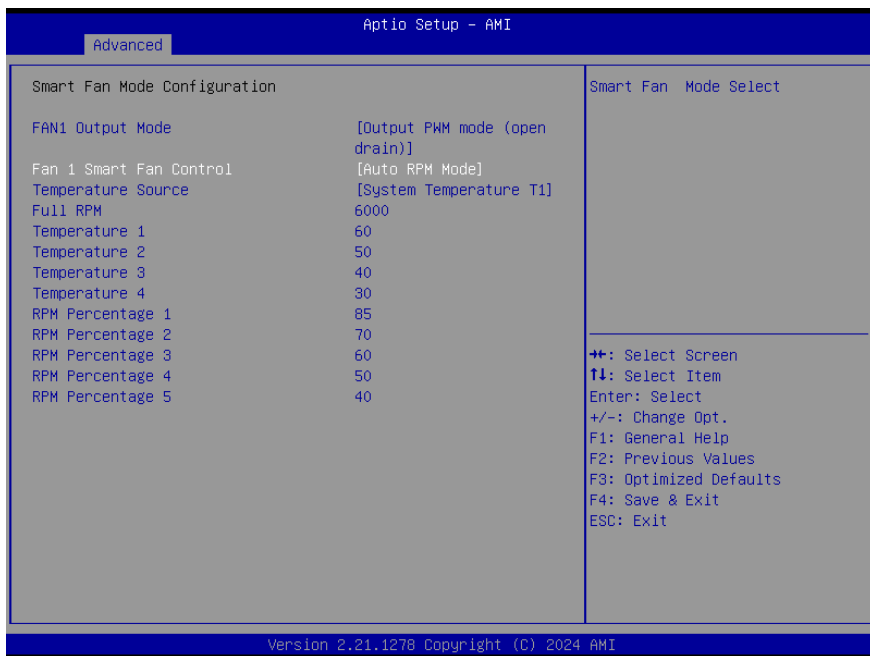 Aptio Setup - AMI
Advanced
Smart Fan Mode Configuration
FAN1 Output Mode [Output PWM mode (open
drain)]
Fan 1 Smart Fan Control [Auto RPM Mode]
Temperature Source [System Temperature T1]
Full RPM 6000
Temperature 1 60
Temperature 2 50
Temperature 3 40
Temperature 4 30
RPM Percentage 1 85
RPM Percentage 2 70
RPM Percentage 3 60
RPM Percentage 4 50
RPM Percentage 5 40
Smart Fan  Mode Select
→←: Select Screen
↑↓: Select Item
Enter: Select
+/-: Change Opt.
F1: General Help
F2: Previous Values
F3: Optimized Defaults
F4: Save & Exit
ESC: Exit
Version 2.21.1278 Copyright (C) 2024 AMI